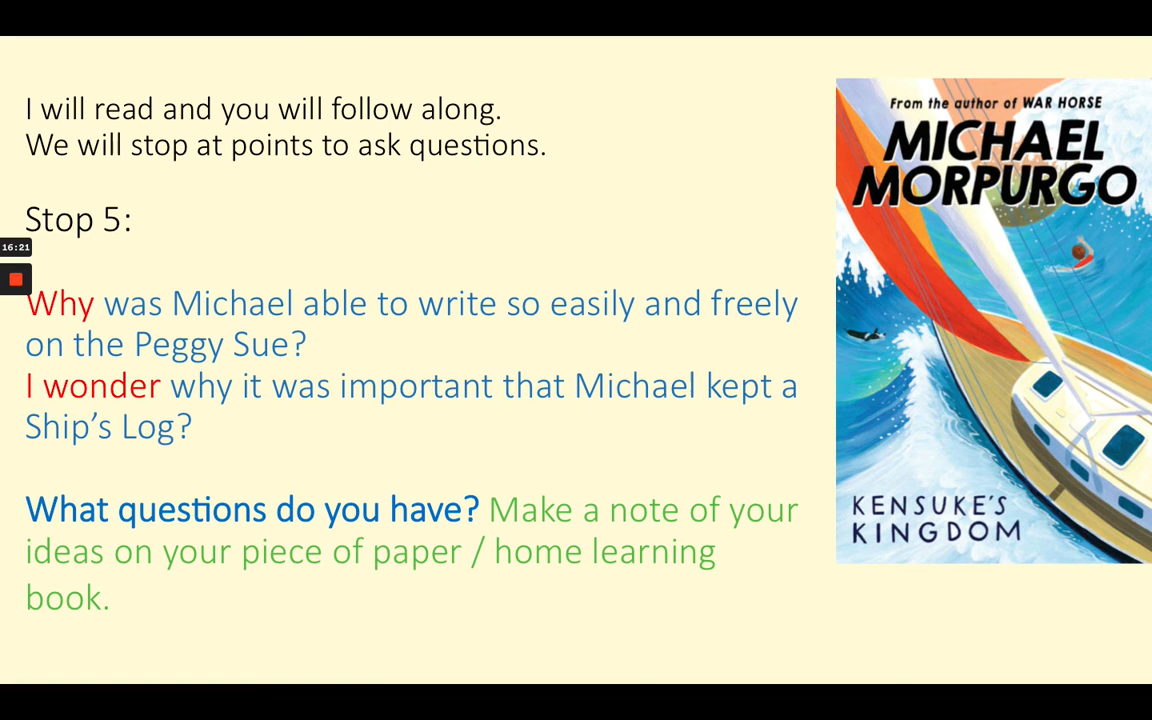 I will read and you will follow along.
We will stop at points to ask questions.
Stop 5:
16:21
Why was Michael able to write so easily and freely
on the Peggy Sue?
I wonder why it was important that Michael kept a
Ship's Log?
What questions do you have? Make a note of your
ideas on your piece of paper / home learning
book.
From the author of WAR HORSE
MICHAEL
MORPURGO
KENSUKE'S
KINGDOM